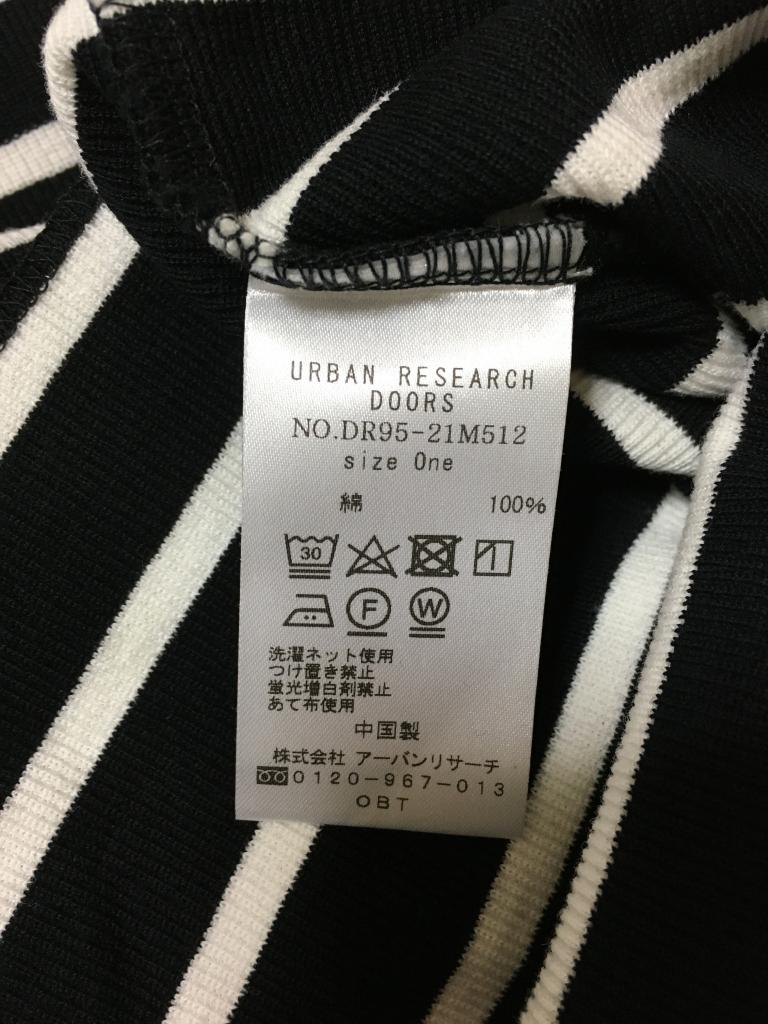 URBAN RESEARCH
DOORS
NO.DR95-21M512
size One
綿 100%
30
F W
洗濯ネット使用
つけ置き禁止
蛍光増白剤禁止
あて布使用
中国製
株式会社 アーバンリサーチ
0120-967-013
OBT